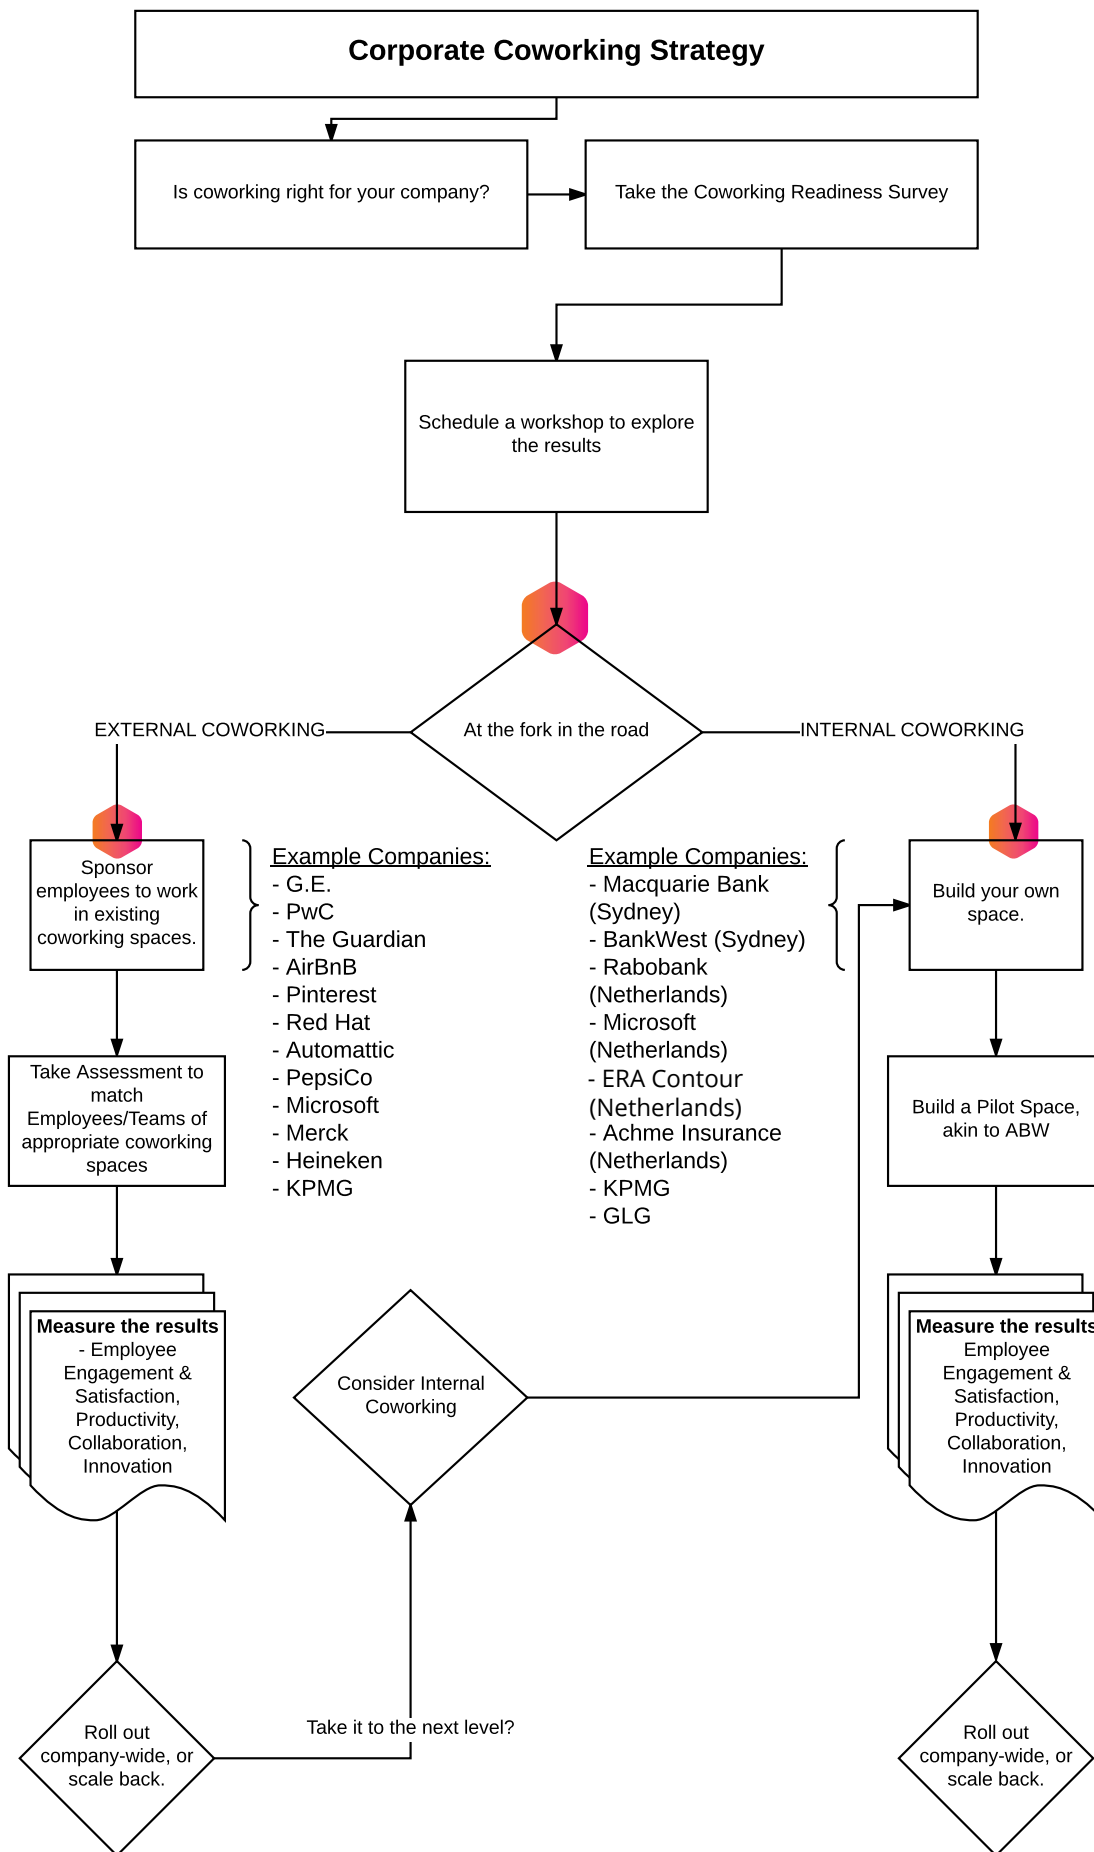 Corporate Coworking Strategy
Is coworking right for your company?
Take the Coworking Readiness Survey
Schedule a workshop to explore
the results
At the fork in the road
EXTERNAL COWORKING
INTERNAL COWORKING
Sponsor
employees to work
in existing
coworking spaces.
Example Companies:
- G.E.
- PwC
- The Guardian
- AirBnB
- Pinterest
- Red Hat
- Automattic
- PepsiCo
- Microsoft
- Merck
- Heineken
- KPMG
Example Companies:
- Macquarie Bank
(Sydney)
- BankWest (Sydney)
- Rabobank
(Netherlands)
- Microsoft
(Netherlands)
- ERA Contour
(Netherlands)
- Achme Insurance
(Netherlands)
- KPMG
- GLG
Build your own
space.
Take Assessment to
match
Employees/Teams of
appropriate coworking
spaces
Build a Pilot Space,
akin to ABW
Measure the results
- Employee
Engagement &
Satisfaction,
Productivity,
Collaboration,
Innovation
Consider Internal
Coworking
Measure the results
Employee
Engagement &
Satisfaction,
Productivity,
Collaboration,
Innovation
Take it to the next level?
Roll out
company-wide, or
scale back.
Roll out
company-wide, or
scale back.